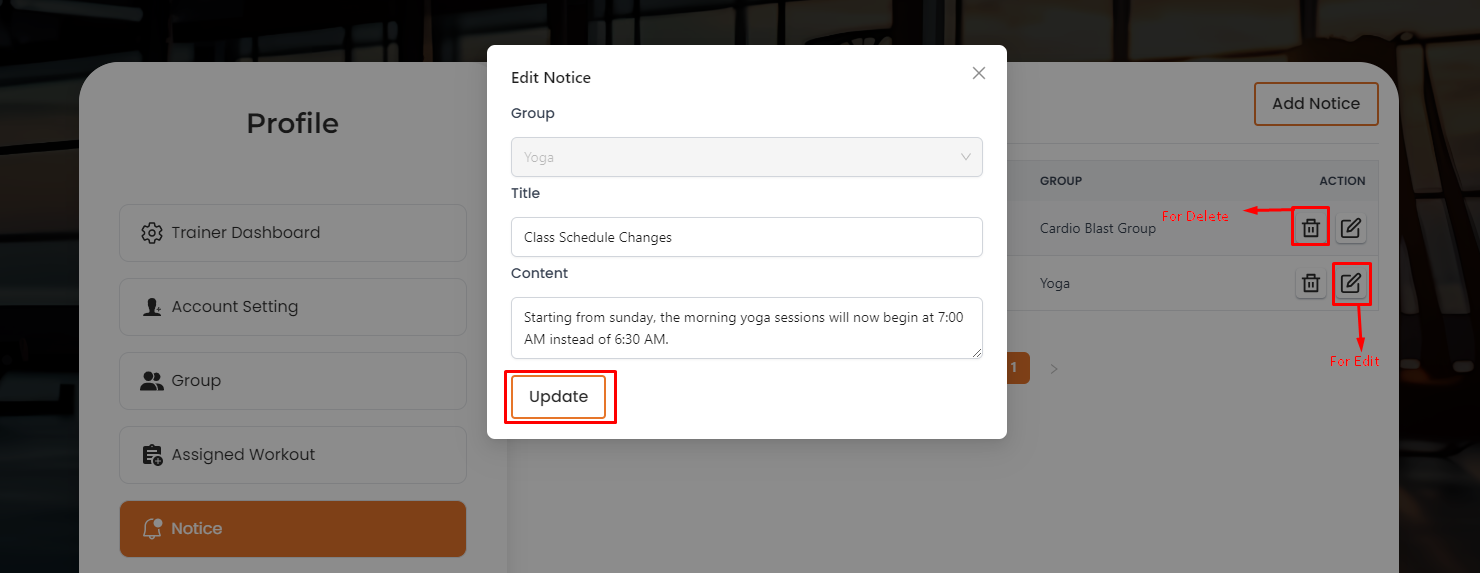 Profile
Trainer Dashboard
Account Setting
Group
Assigned Workout
Notice
Edit Notice
Group
Yoga
Title
Class Schedule Changes
Content
Starting from sunday, the morning yoga sessions will now begin at 7:00
AM instead of 6:30 AM.
Update
Add Notice
GROUP ACTION
Cardio Blast Group For Delete
Yoga
1
For Edit